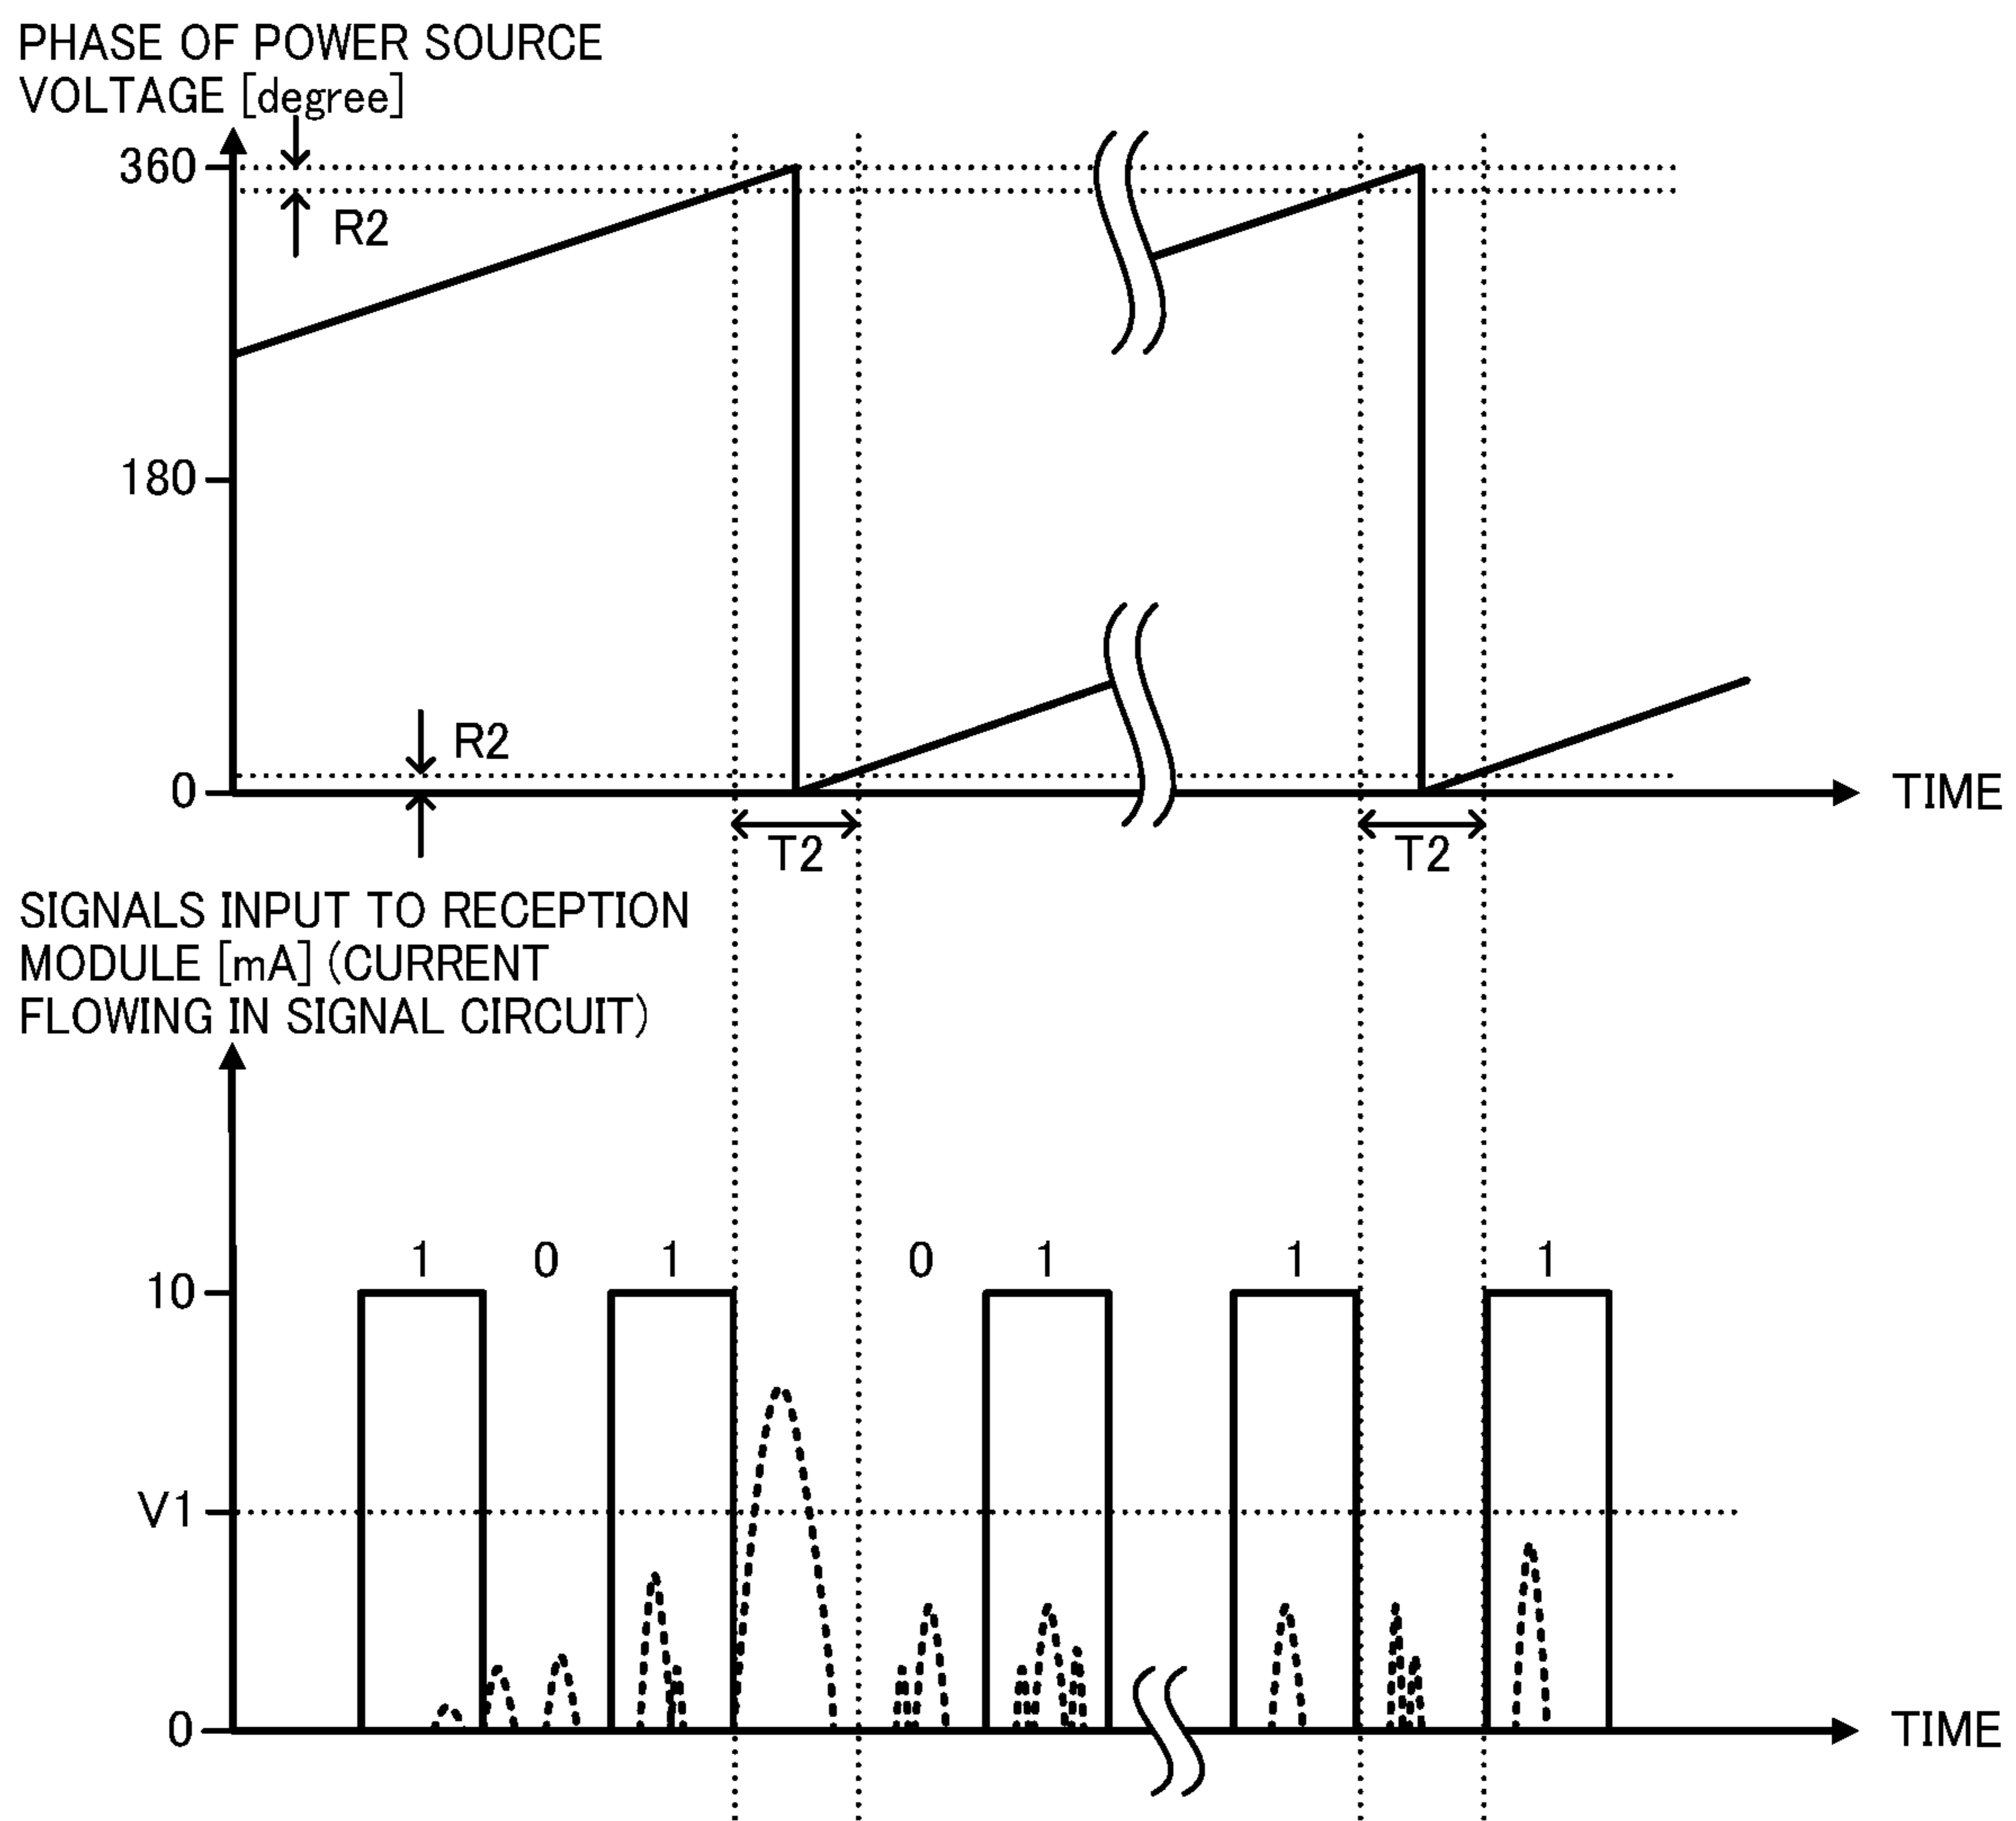 PHASE OF POWER SOURCE
VOLTAGE [degree]
360
R2
180
R2
0
TIME
T2 T2
SIGNALS INPUT TO RECEPTION
MODULE [mA] (CURRENT
FLOWING IN SIGNAL CIRCUIT)
1 0 1 0 1 1 1
10
V1
0
TIME